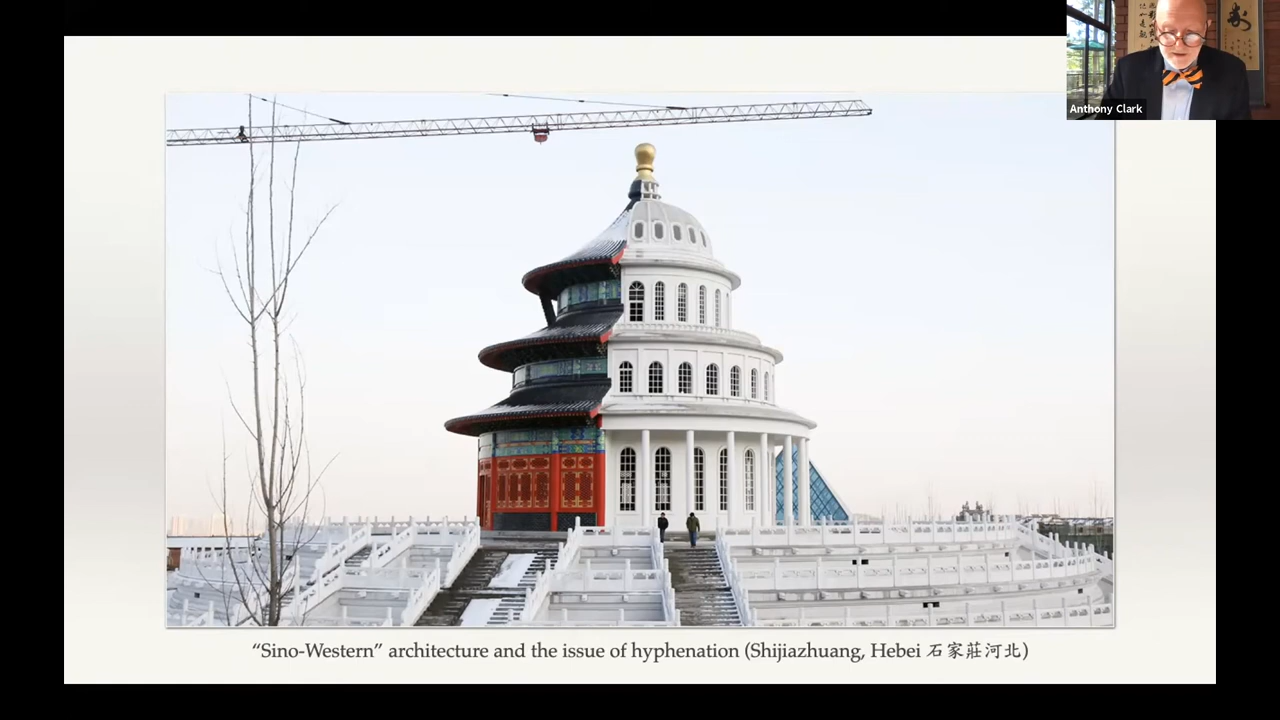 Anthony Clark
“Sino-Western” architecture and the issue of hyphenation (Shijiazhuang, Hebei 石家莊河北)